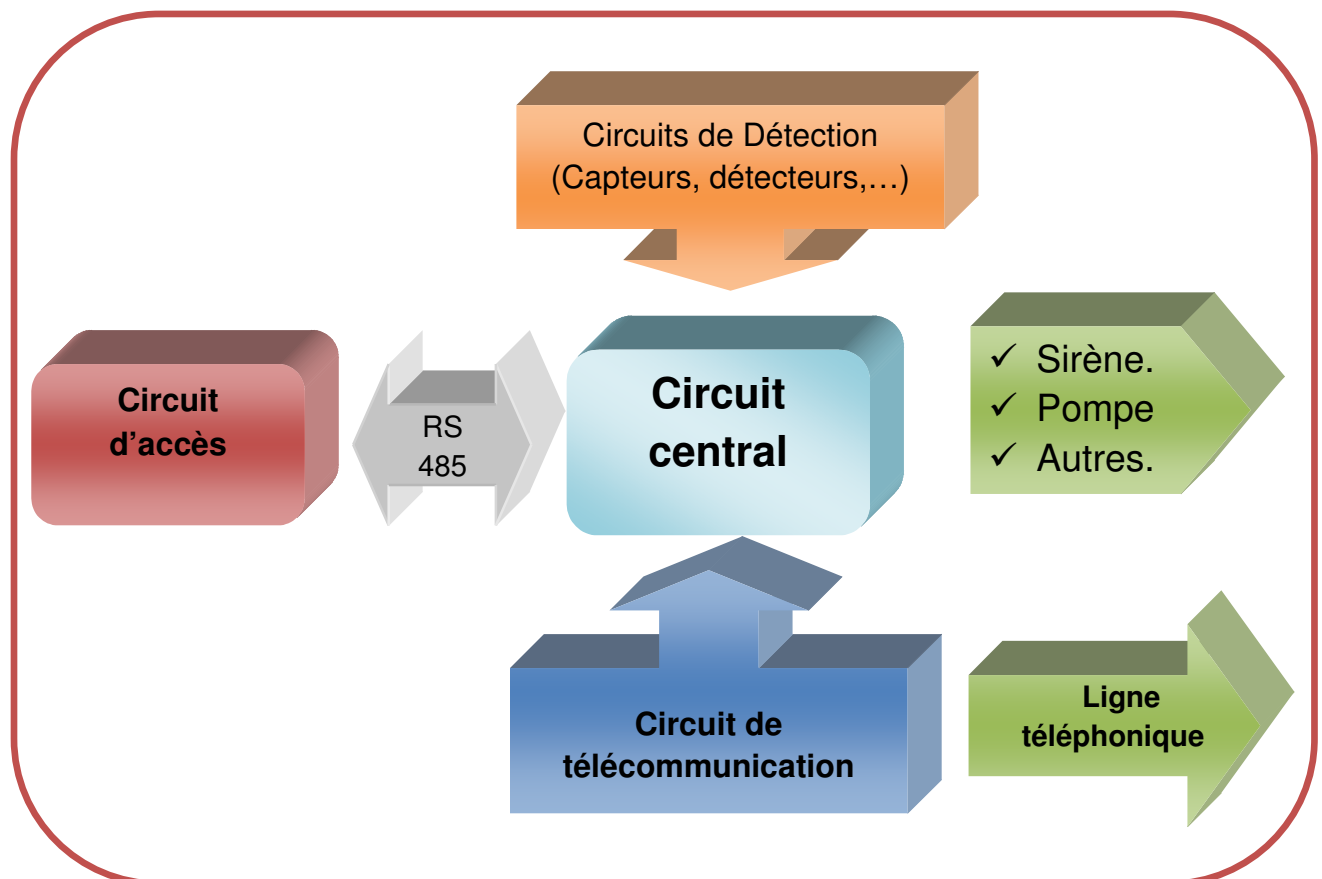 Circuits de Détection
(Capteurs, détecteurs,…)
Circuit
d’accès
RS
485
Circuit
central
✓ Sirène.
✓ Pompe
✓ Autres.
Circuit de
télécommunication
Ligne
téléphonique